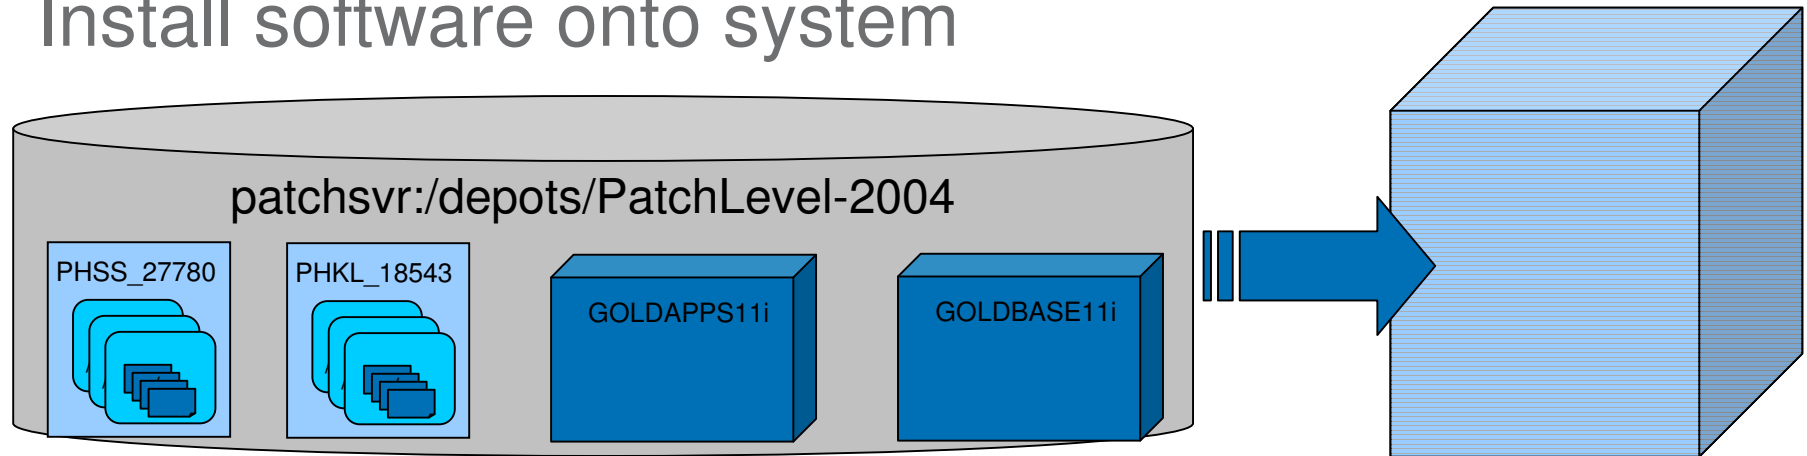 Install software onto system
patchsvr:/depots/PatchLevel-2004
PHSS_27780
PHKL_18543
GOLDAPPS11i
GOLDBASE11i